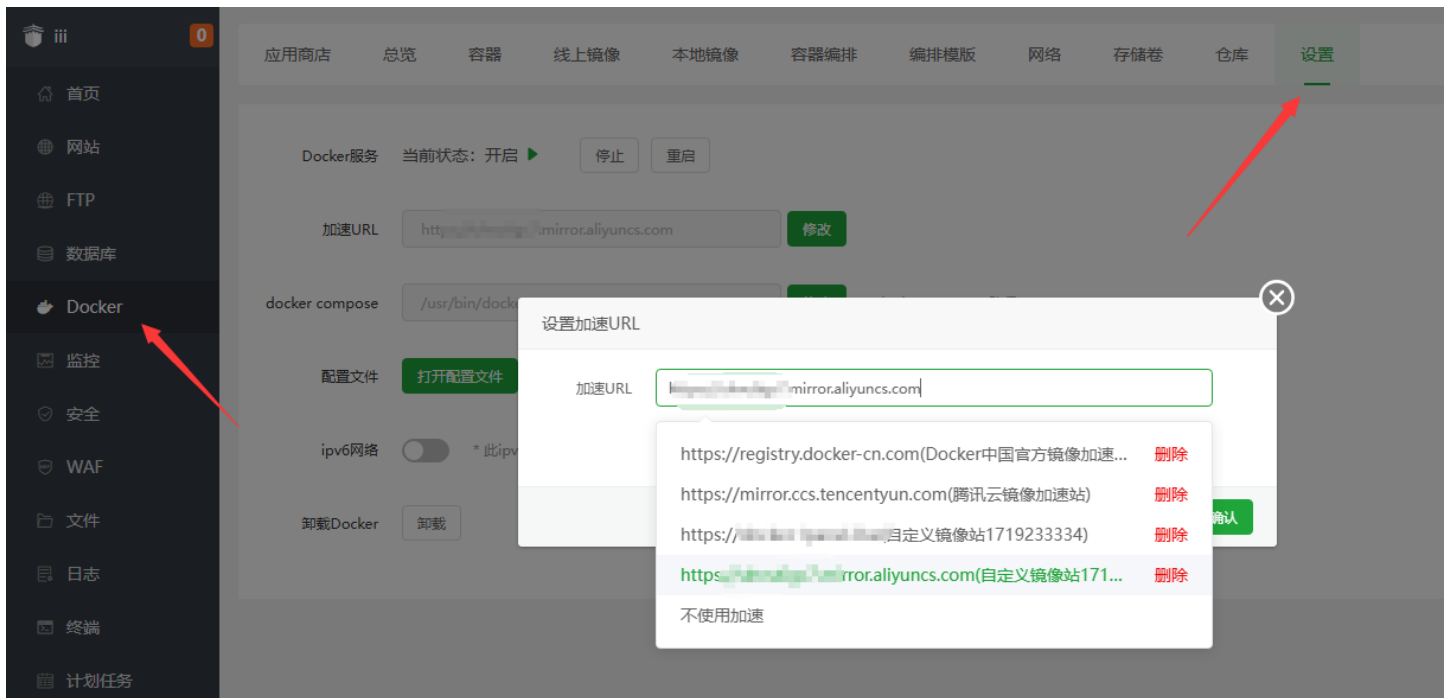 iii
0
首页
网站
FTP
数据库
Docker
监控
安全
WAF
文件
日志
终端
计划任务
应用商店 总览 容器 线上镜像 本地镜像 容器编排 编排模版 网络 存储卷 仓库 设置
Docker服务 当前状态：开启 停止 重启
加速URL htt mirror.aliyuncs.com 修改
docker compose /usr/bin/docke
配置文件 打开配置文件
ipv6网络 * 此ipv
卸载Docker 卸载
设置加速URL
加速URL mirror.aliyuncs.com
https://registry.docker-cn.com(Docker中国官方镜像加速... 删除
https://mirror.ccs.tencentyun.com(腾讯云镜像加速站) 删除
https:// 自定义镜像站1719233334) 删除
https rror.aliyuncs.com(自定义镜像站171... 删除
不使用加速
确认